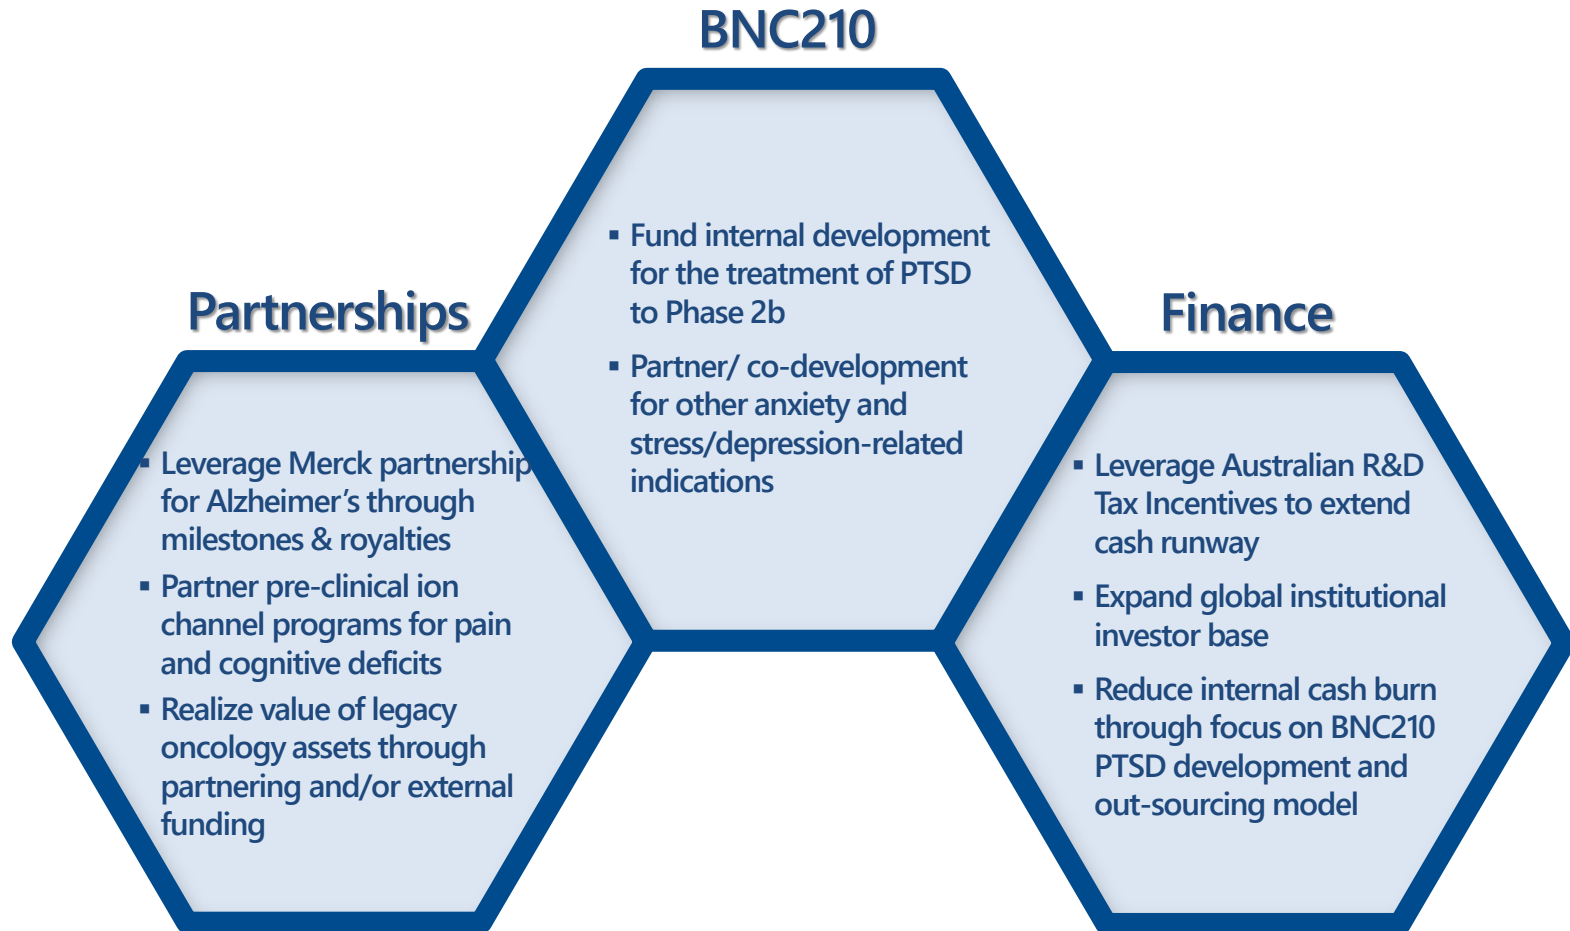 BNC210
▪ Fund internal development
for the treatment of PTSD
to Phase 2b
▪ Partner/ co-development
for other anxiety and
stress/depression-related
indications
Partnerships
▪ Leverage Merck partnership
for Alzheimer’s through
milestones & royalties
▪ Partner pre-clinical ion
channel programs for pain
and cognitive deficits
▪ Realize value of legacy
oncology assets through
partnering and/or external
funding
Finance
▪ Leverage Australian R&D
Tax Incentives to extend
cash runway
▪ Expand global institutional
investor base
▪ Reduce internal cash burn
through focus on BNC210
PTSD development and
out-sourcing model